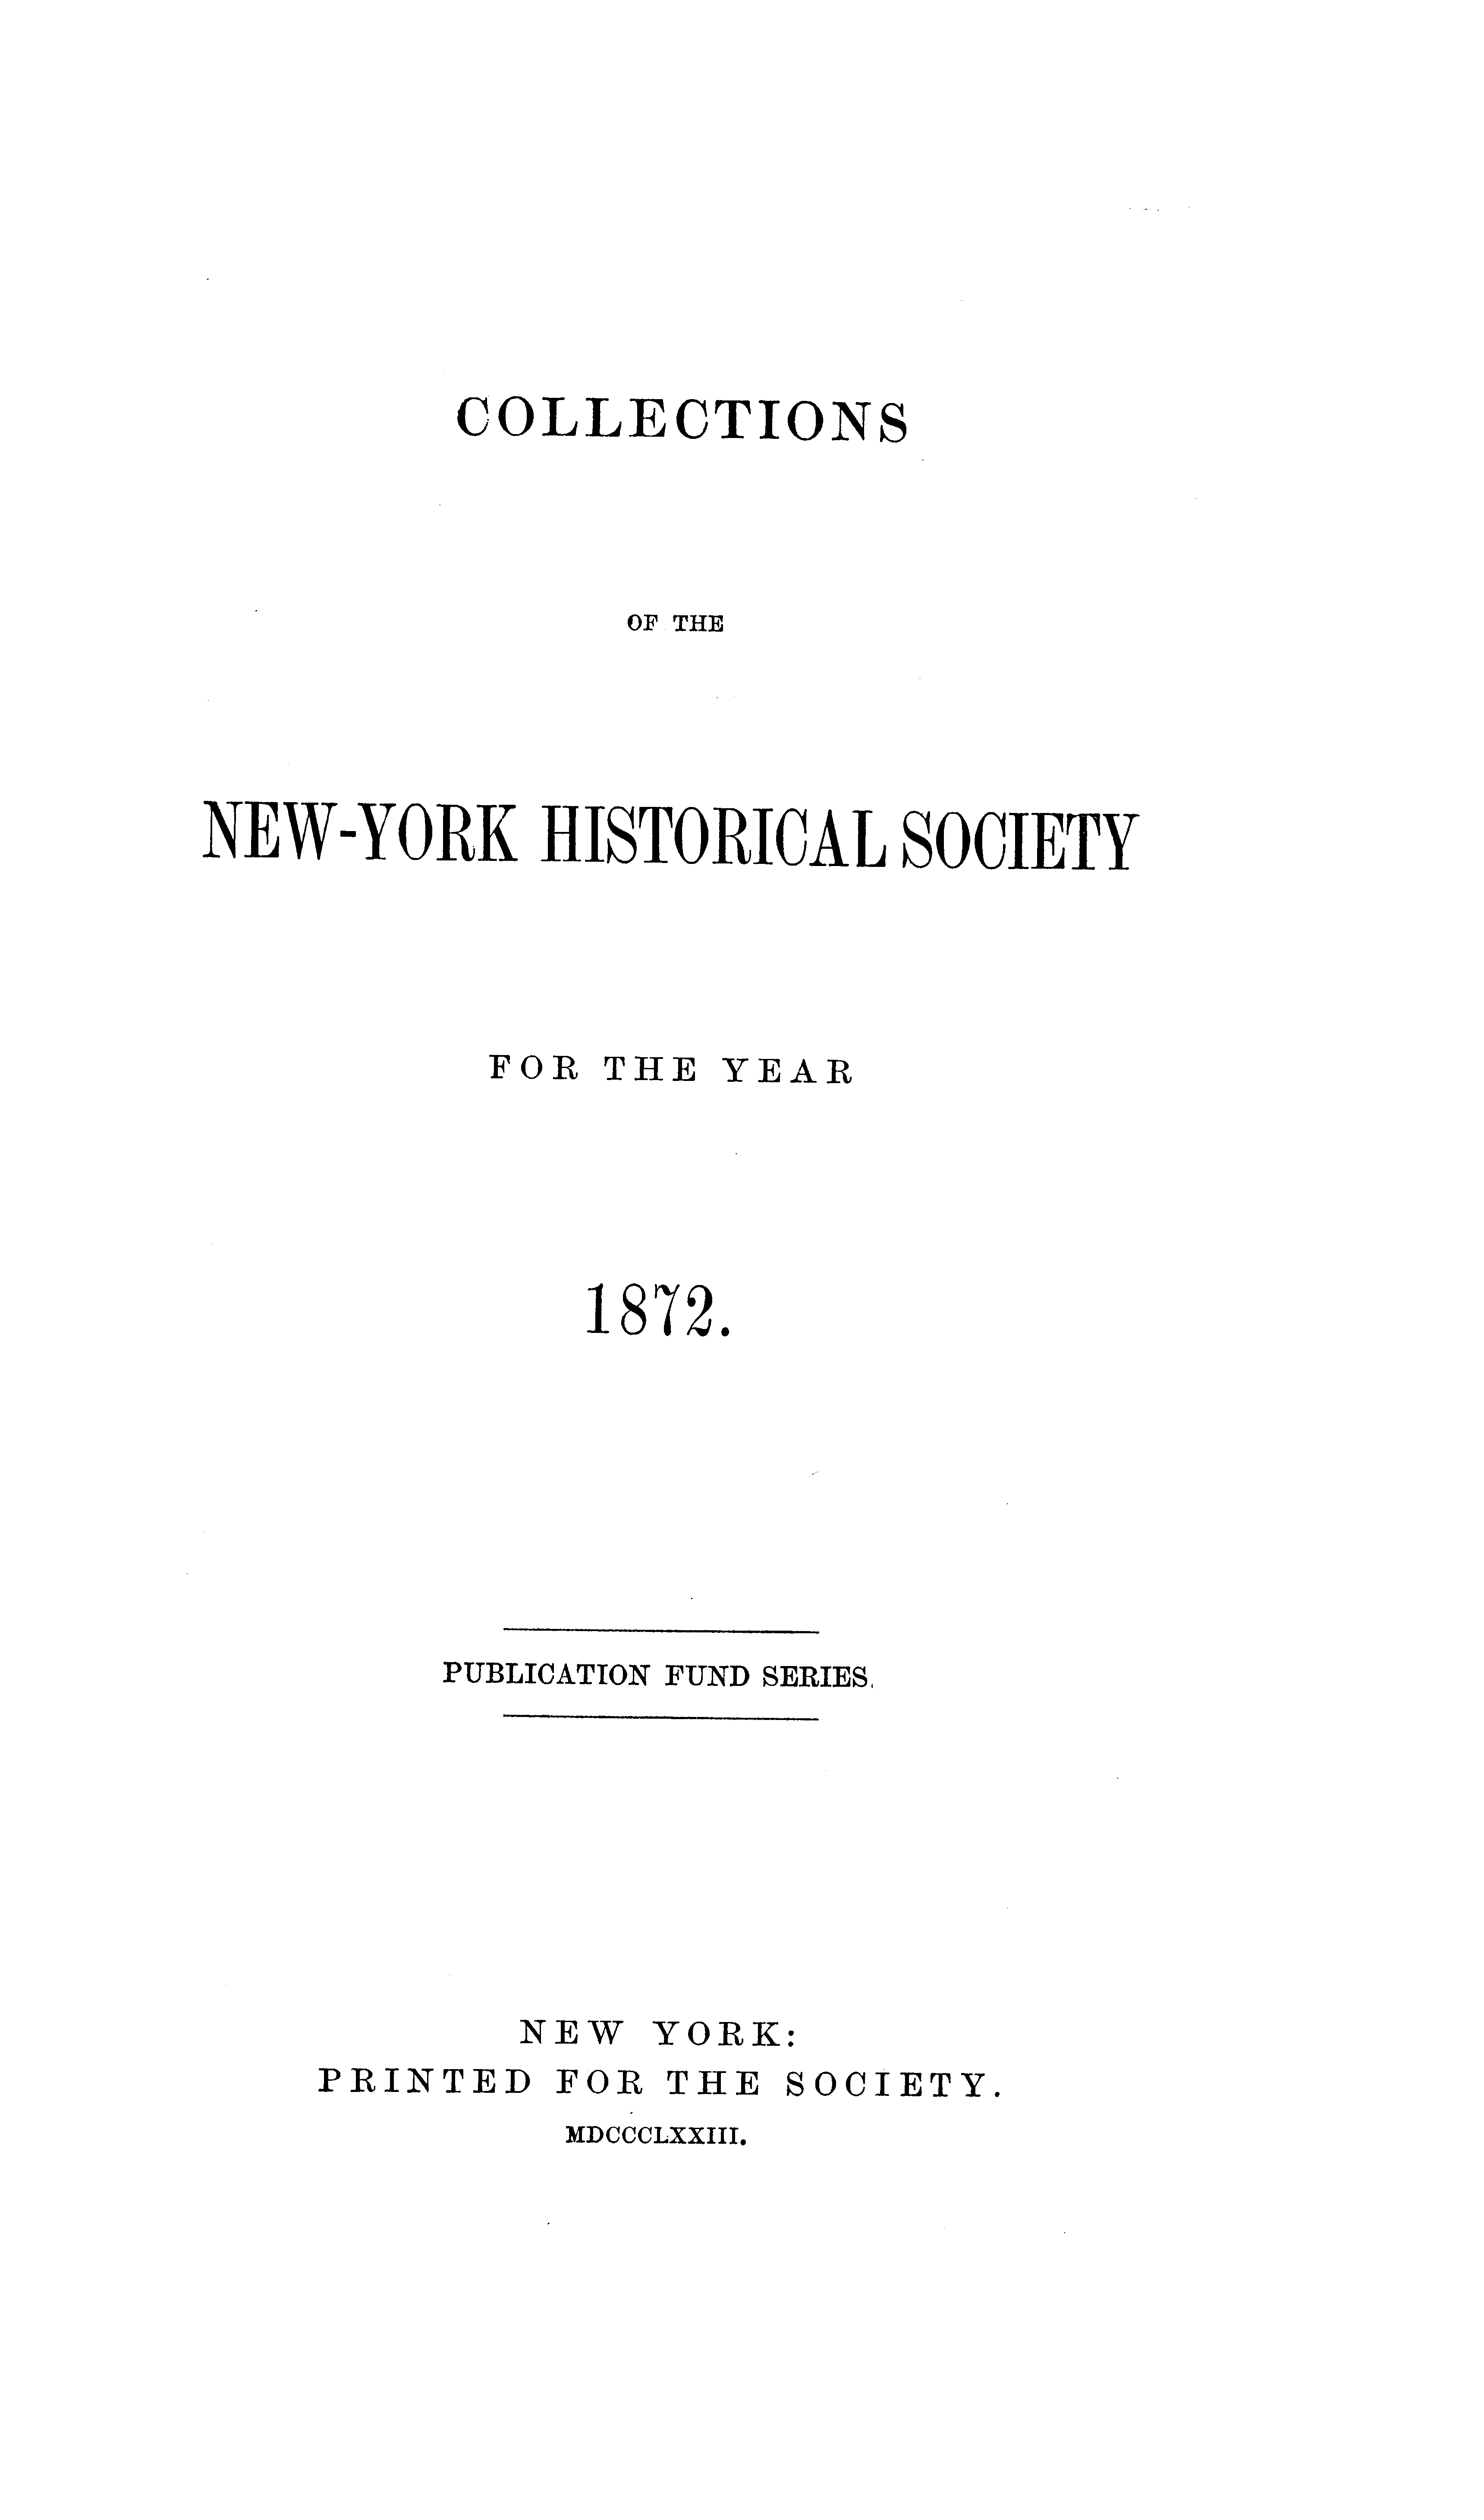 COLLECTIONS
OF THE
NEW-YORK HISTORICAL SOCIETY
FOR THE YEAR
1872.
PUBLICATION FUND SERIES.
NEW YORK:
PRINTED FOR THE SOCIETY.
MDCCCLXXIII.